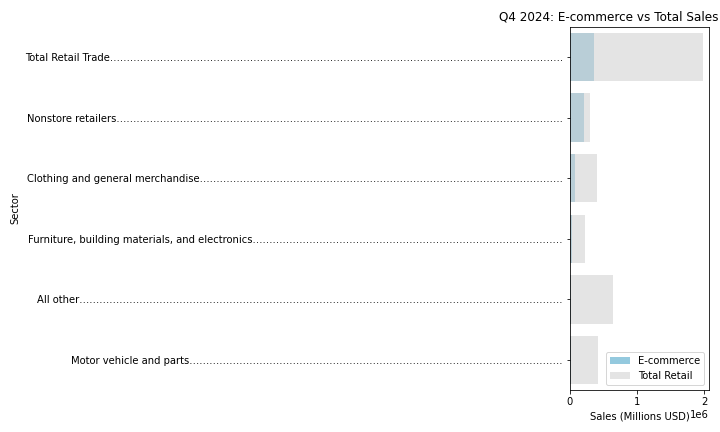 Q4 2024: E-commerce vs Total Sales
Sector
Total Retail Trade................................................................................................................................................
Nonstore retailers..............................................................................................................................................
Clothing and general merchandise....................................................................................................................
Furniture, building materials, and electronics...................................................................................................
All other..........................................................................................................................................................
Motor vehicle and parts.......................................................................................................................
E-commerce
Total Retail
0 1 2
1e6
Sales (Millions USD)